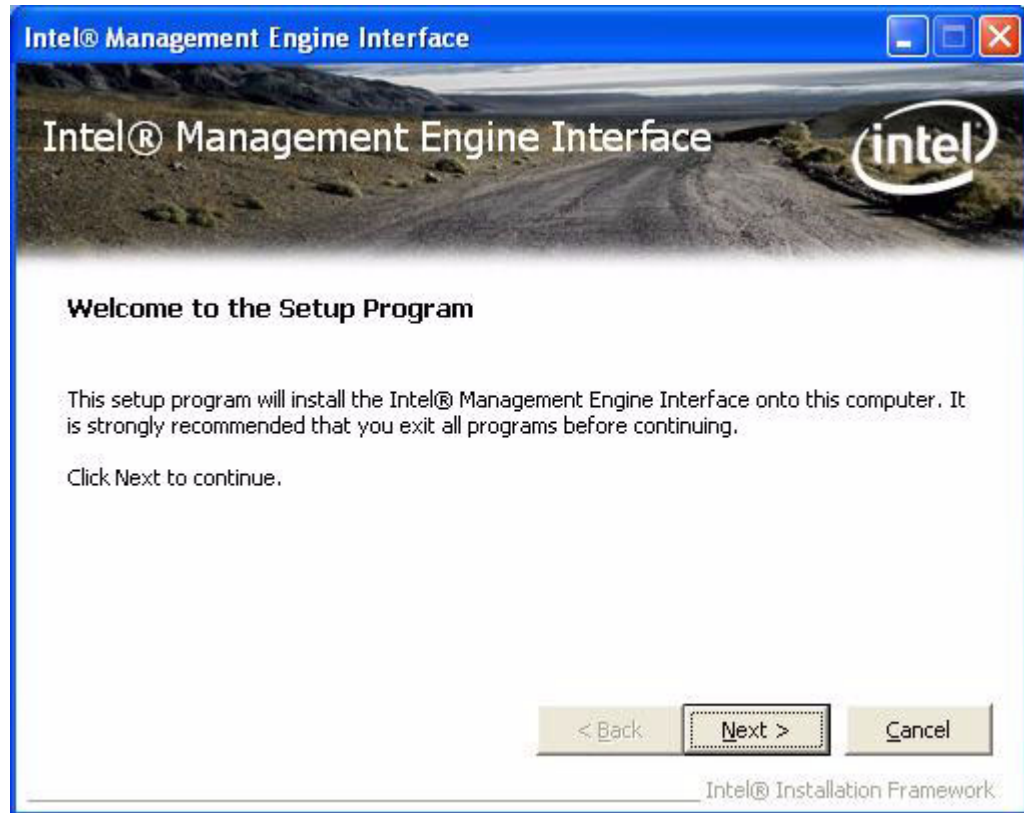 Intel® Management Engine Interface
Intel® Management Engine Interface
intel
Welcome to the Setup Program
This setup program will install the Intel® Management Engine Interface onto this computer. It
is strongly recommended that you exit all programs before continuing.
Click Next to continue.
< Back Next > Cancel
Intel® Installation Framework